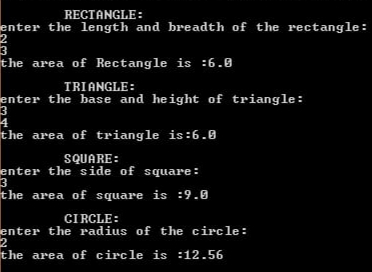 RECTANGLE:
enter the length and breadth of the rectangle:
2
3
the area of Rectangle is :6.0
TRIANGLE:
enter the base and height of triangle:
3
4
the area of triangle is:6.0
SQUARE:
enter the side of square:
3
the area of square is :9.0
CIRCLE:
enter the radius of the circle:
2
the area of circle is :12.56